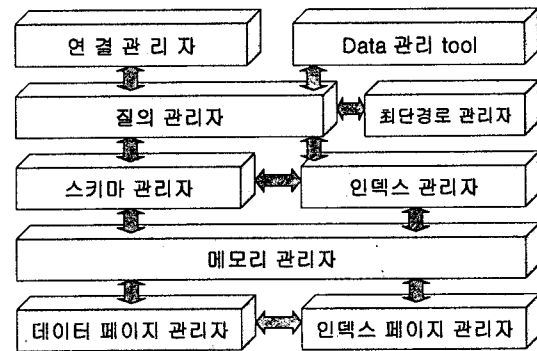 연 결 관 리 자
Data 관리 tool
질의 관리자
최단경로 관리자
스키마 관리자
인덱스 관리자
메모리 관리자
데이터 페이지 관리자
인덱스 페이지 관리자